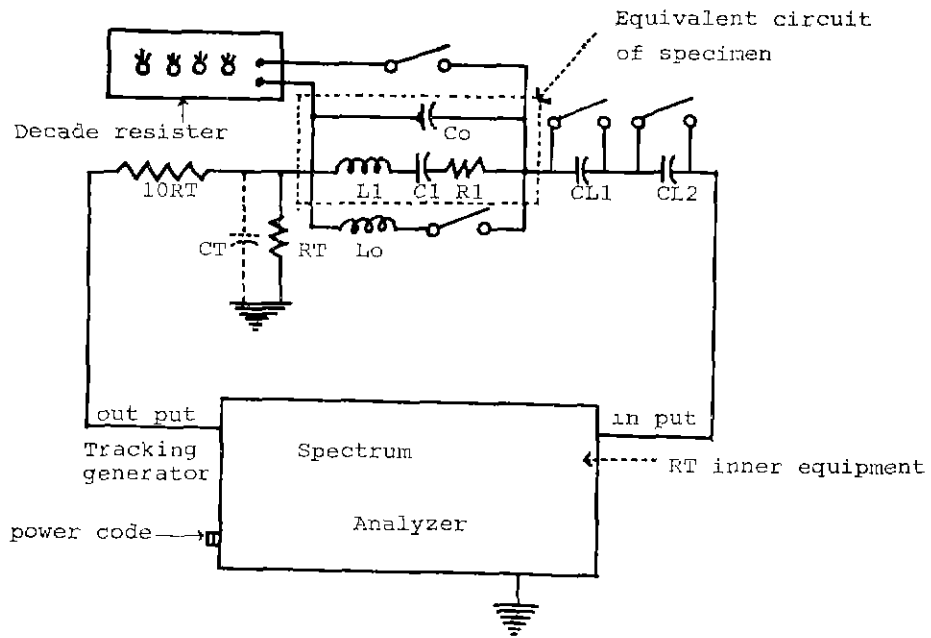 Equivalent circuit
of specimen
Decade resister
Co
10RT
L1
C1
R1
CL1
CL2
CT
RT
Lo
out put
in put
Tracking
generator
Spectrum
RT inner equipment
Analyzer
power code